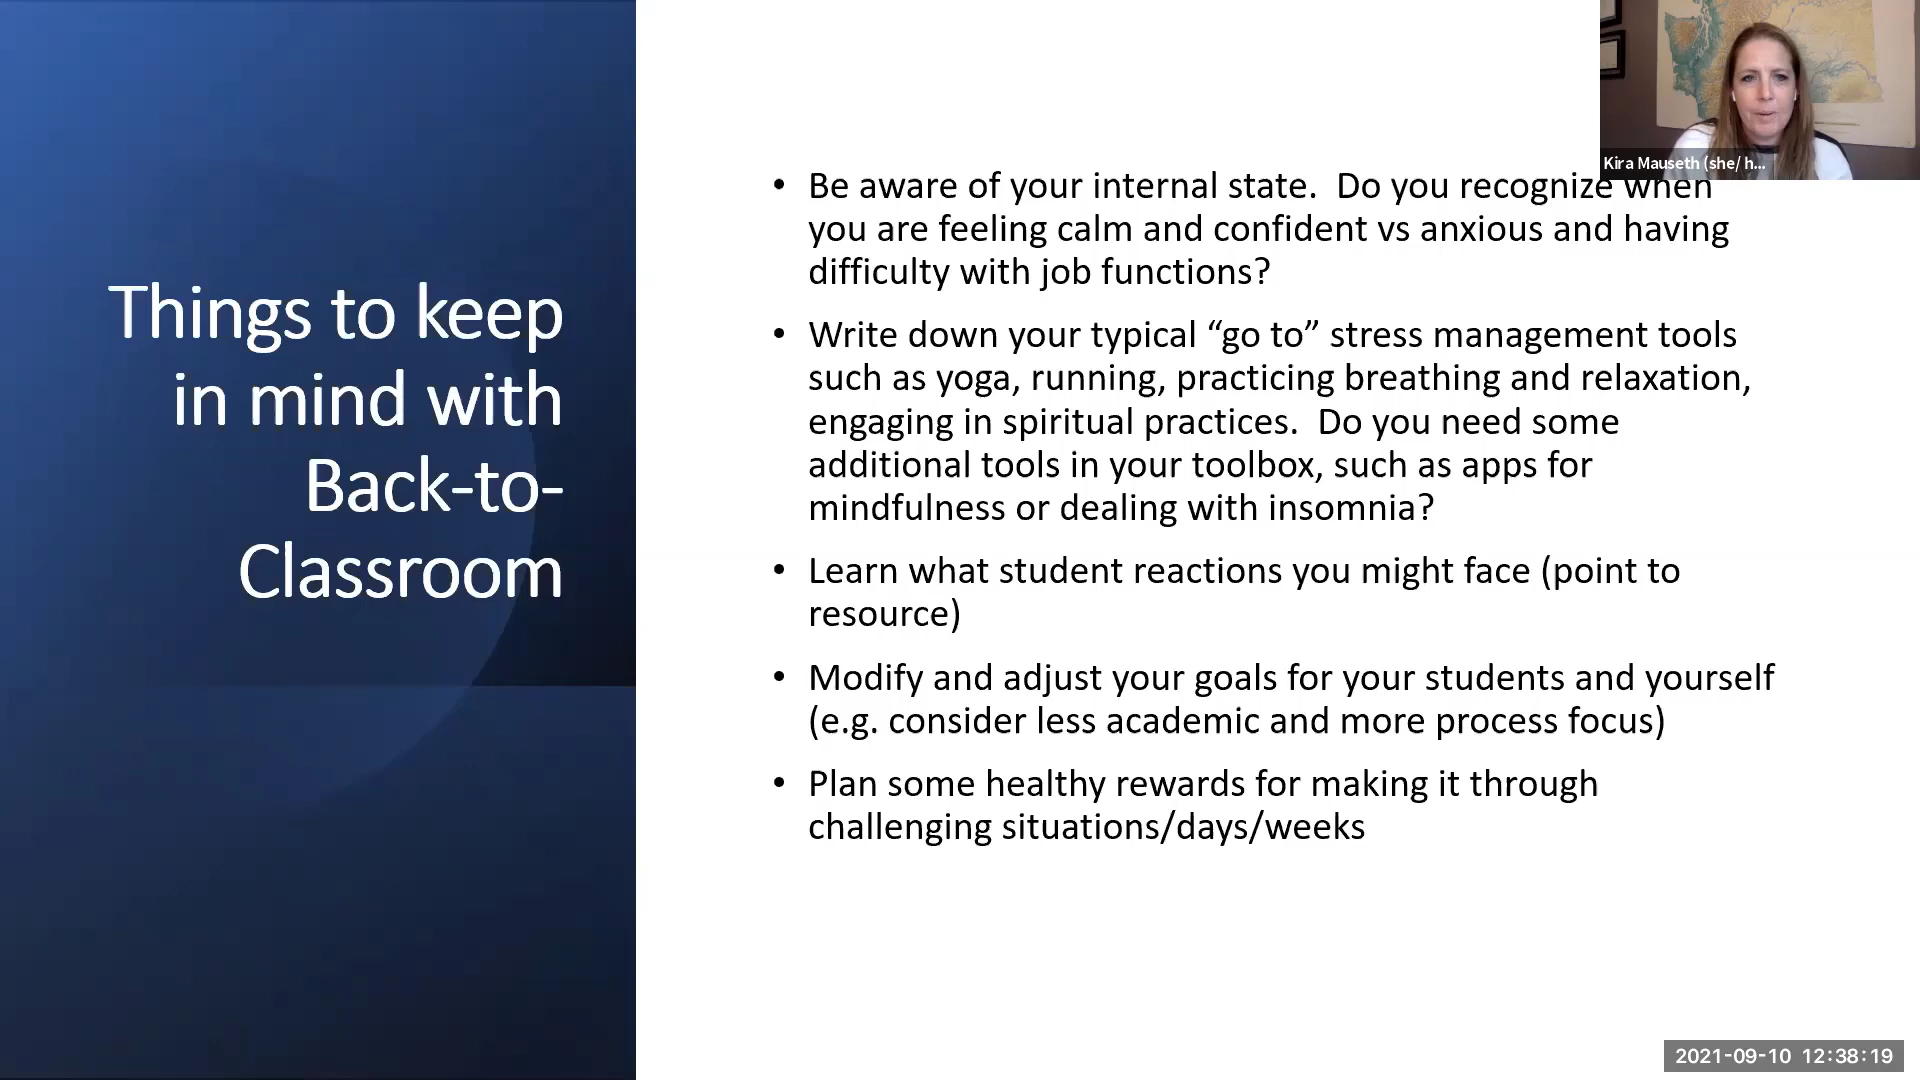 Things to keep
in mind with
Back-to-
Classroom
Kira Mauseth (she/ h...
• Be aware of your internal state.  Do you recognize when
you are feeling calm and confident vs anxious and having
difficulty with job functions?
• Write down your typical “go to” stress management tools
such as yoga, running, practicing breathing and relaxation,
engaging in spiritual practices.  Do you need some
additional tools in your toolbox, such as apps for
mindfulness or dealing with insomnia?
• Learn what student reactions you might face (point to
resource)
• Modify and adjust your goals for your students and yourself
(e.g. consider less academic and more process focus)
• Plan some healthy rewards for making it through
challenging situations/days/weeks
2021-09-10  12:38:19